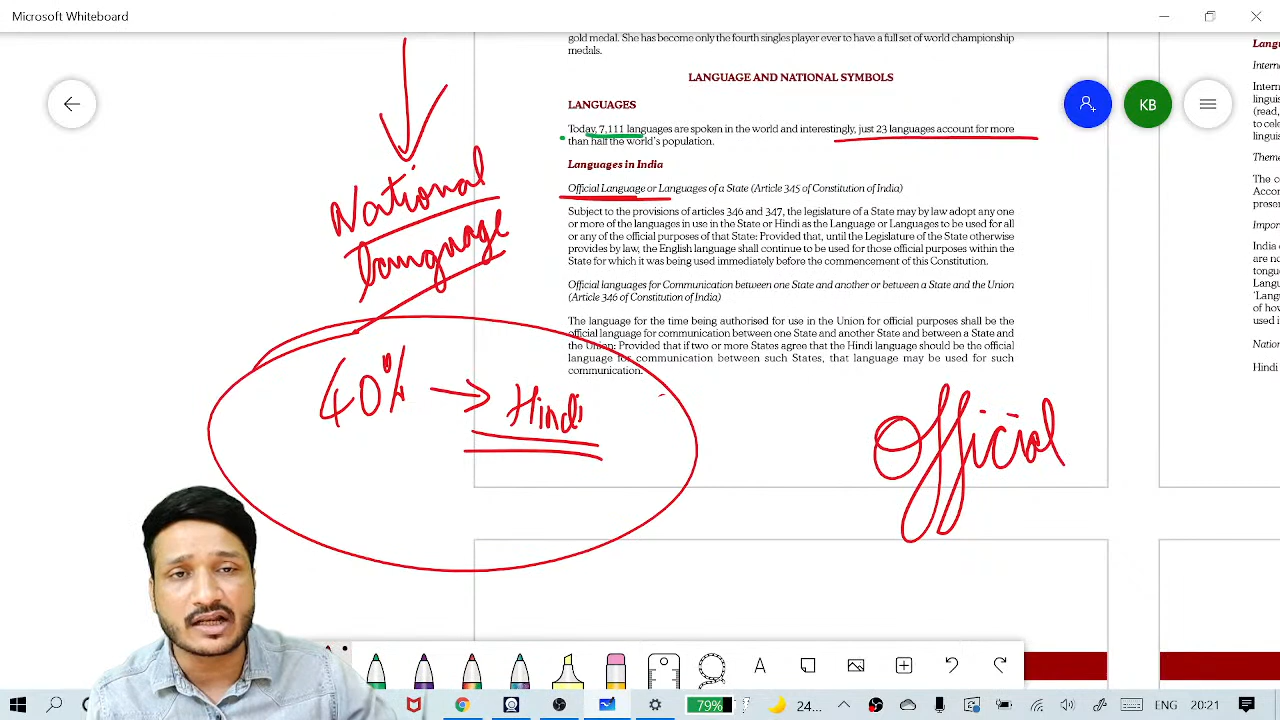 Microsoft Whiteboard
gold medal. She has become only the fourth singles player ever to have a full set of world championship
medals.
LANGUAGE AND NATIONAL SYMBOLS
LANGUAGES
Today, 7,111 languages are spoken in the world and interestingly, just 23 languages account for more
than half the world's population.
Languages in India
Official Language or Languages of a State (Article 345 of Constitution of India)
Subject to the provisions of articles 346 and 347, the legislature of a State may by law adopt any one
or more of the languages in use in the State or Hindi as the Language or Languages to be used for all
or any of the official purposes of that State: Provided that, until the Legislature of the State otherwise
provides by law, the English language shall continue to be used for those official purposes within the
State for which it was being used immediately before the commencement of this Constitution.
Official languages for Communication between one State and another or between a State and the Union
(Article 346 of Constitution of India)
The language for the time being authorised for use in the Union for official purposes shall be the
official language for communication between one State and another State and between a State and
the Union: Provided that if two or more States agree that the Hindi language should be the official
language for communication between such States, that language may be used for such
communication.
National
language
40% → Hindi
Official
KB
Impor
India
are no
Hindi
A
79%
24
ENG
20:21